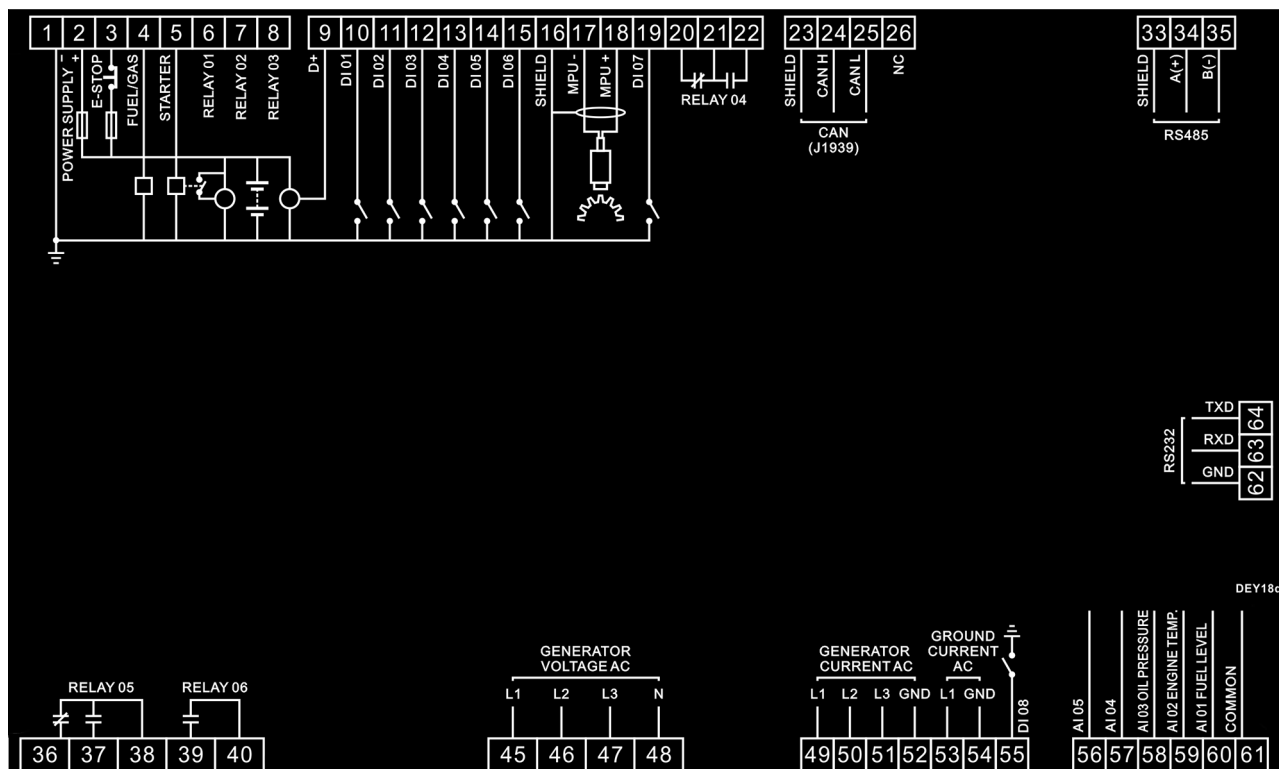 1 2 3 4 5 6 7 8
9 10 11 12 13 14 15 16 17 18 19 20 21 22
23 24 25 26
33 34 35
POWER SUPPLY - +
E-STOP
FUEL/GAS
STARTER
RELAY 01
RELAY 02
RELAY 03
D+
DI 01
DI 02
DI 03
DI 04
DI 05
DI 06
SHIELD
MPU -
MPU +
DI 07
RELAY 04
SHIELD
CAN H
CAN L
NC
CAN
(J1939)
SHIELD
A(+)
B(-)
RS485
RS232
TXD 64
RXD 63
GND 62
RELAY 05
RELAY 06
36 37 38 39 40
GENERATOR
VOLTAGE AC
L1 L2 L3 N
45 46 47 48
GENERATOR
CURRENT AC
L1 L2 L3 GND
GROUND
CURRENT
AC
L1 GND
DI 08
49 50 51 52 53 54 55
AI 05
AI 04
AI 03 OIL PRESSURE
AI 02 ENGINE TEMP.
AI 01 FUEL LEVEL
COMMON
56 57 58 59 60 61